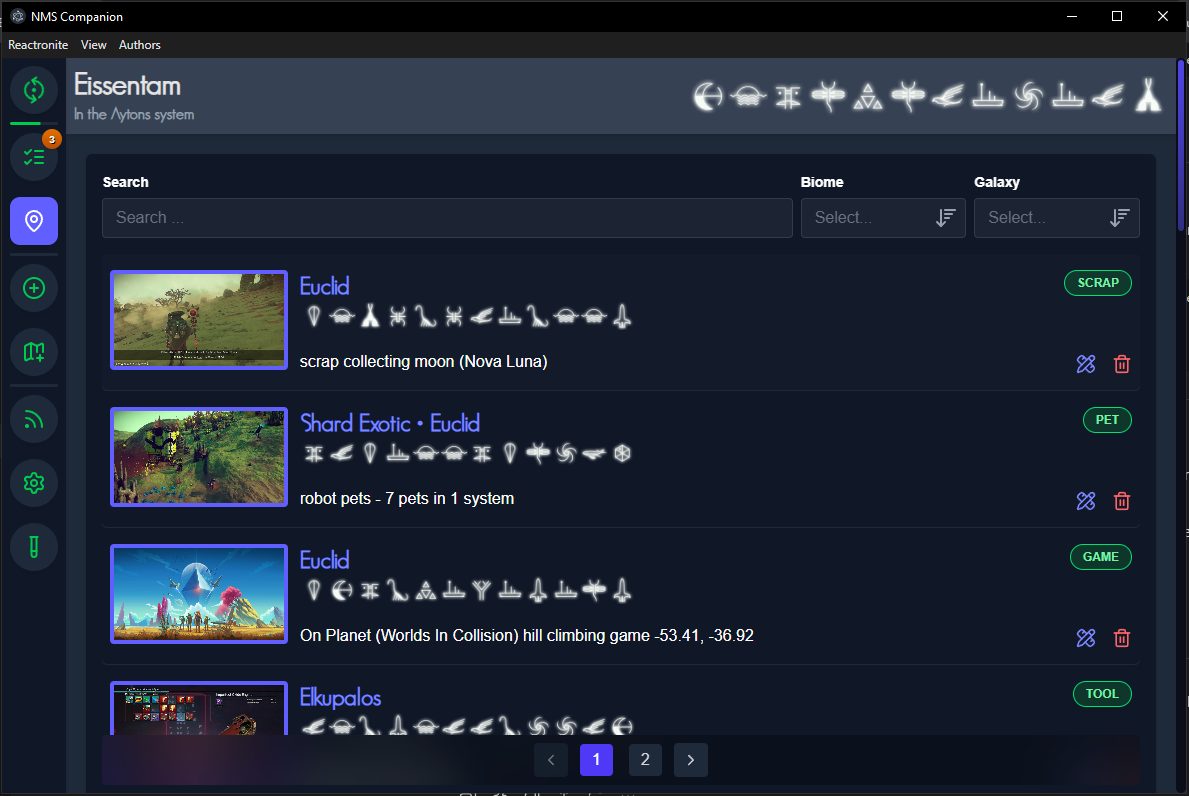 NMS Companion
Reactronite View Authors
Eissentam
In the Aytons system
3
Search
Biome
Galaxy
Search ...
Select...
Select...
Euclid
SCRAP
scrap collecting moon (Nova Luna)
Shard Exotic • Euclid
PET
robot pets - 7 pets in 1 system
Euclid
GAME
On Planet (Worlds In Collision) hill climbing game -53.41, -36.92
Elkupalos
TOOL
1
2